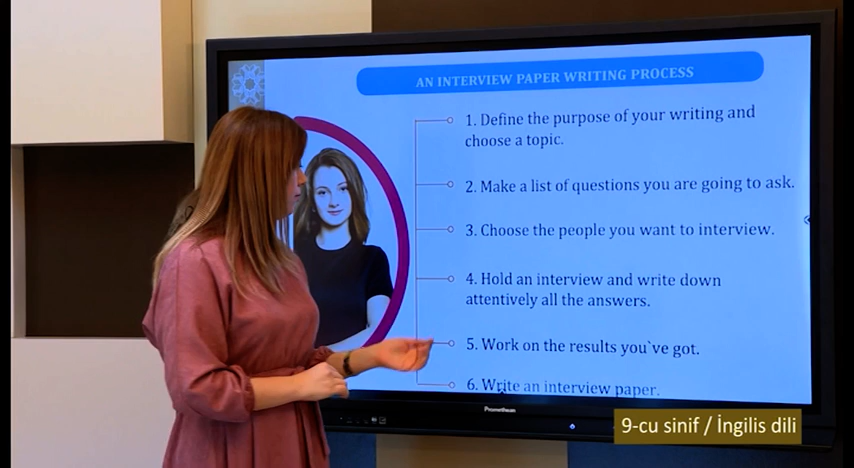 AN INTERVIEW PAPER WRITING PROCESS
1. Define the purpose of your writing and
choose a topic.
2. Make a list of questions you are going to ask.
3. Choose the people you want to interview.
4. Hold an interview and write down
attentively all the answers.
5. Work on the results you`ve got.
6. Write an interview paper.
Promethean
9-cu sinif / İngilis dili